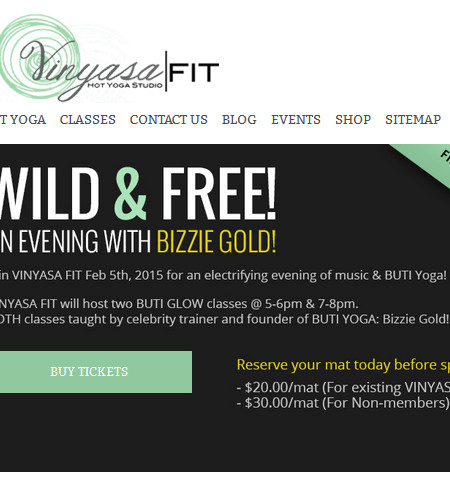 Vinyasa FIT
HOT YOGA STUDIO
T YOGA CLASSES CONTACT US BLOG EVENTS SHOP SITEMAP
WILD & FREE!
N EVENING WITH BIZZIE GOLD!
in VINYASA FIT Feb 5th, 2015 for an electrifying evening of music & BUTI Yoga!
NYASA FIT will host two BUTI GLOW classes @ 5-6pm & 7-8pm.
OTH classes taught by celebrity trainer and founder of BUTI YOGA: Bizzie Gold!
BUY TICKETS
Reserve your mat today before sp
- $20.00/mat (For existing VINYAS
- $30.00/mat (For Non-members)